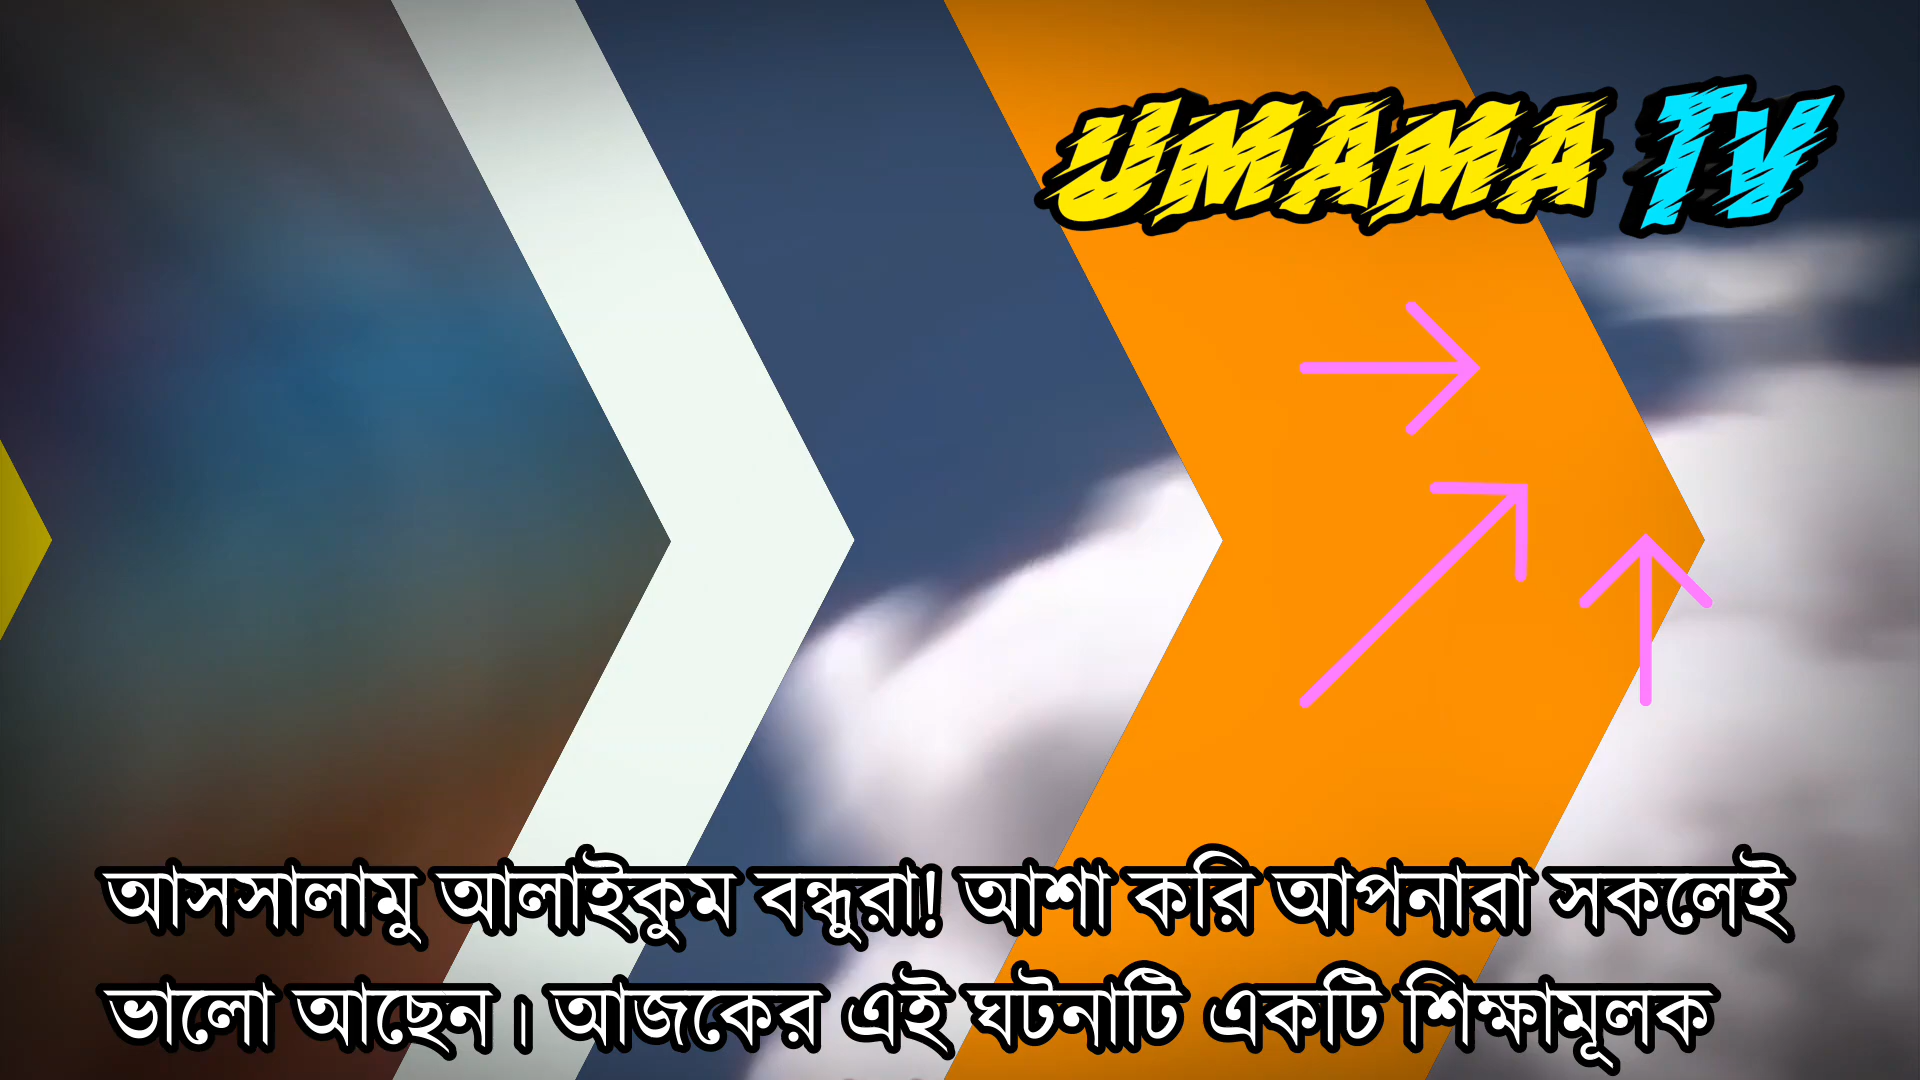 UMAMA TV
আসসালামু আলাইকুম বন্ধুরা! আশা করি আপনারা সকলেই
ভালো আছেন। আজকের এই ঘটনাটি একটি শিক্ষামূলক